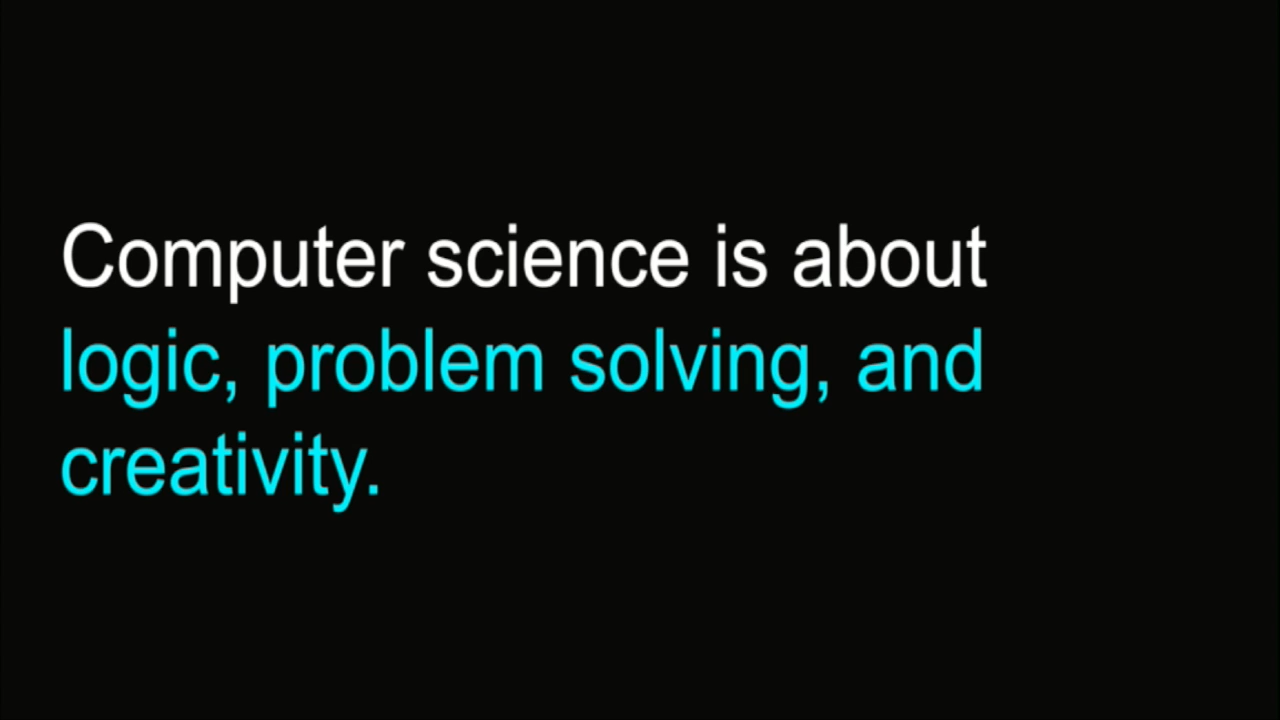 Computer science is about
logic, problem solving, and
creativity.